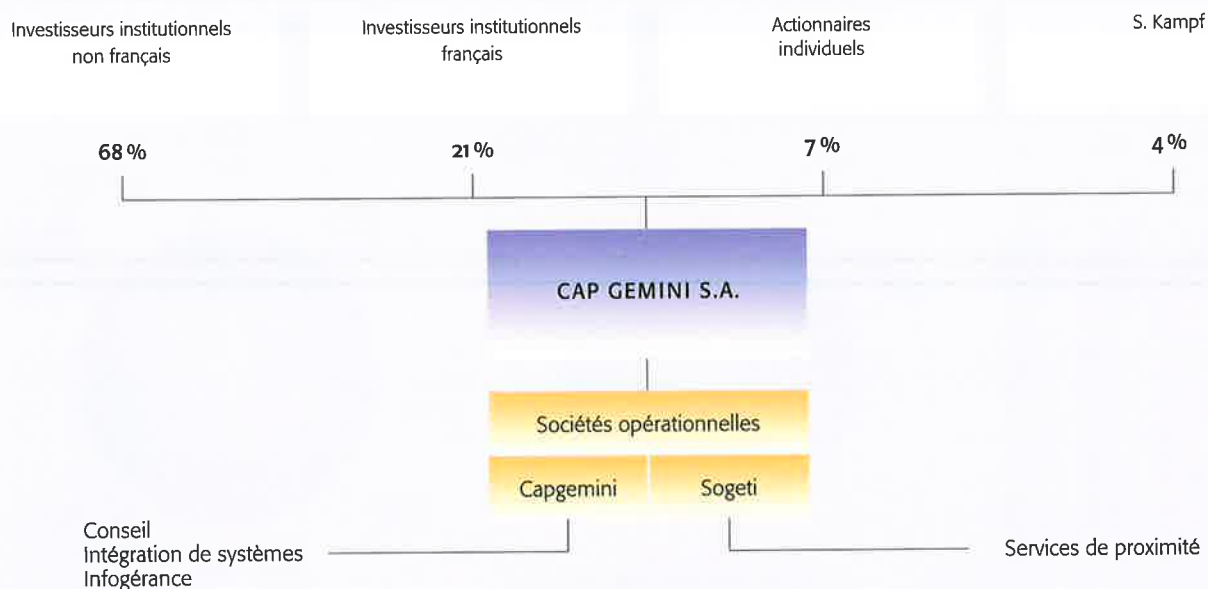 Investisseurs institutionnels
non français
Investisseurs institutionnels
français
Actionnaires
individuels
S. Kampf
68 %
21 %
7 %
4 %
CAP GEMINI S.A.
Sociétés opérationnelles
Capgemini
Sogeti
Conseil
Intégration de systèmes
Infogérance
Services de proximité